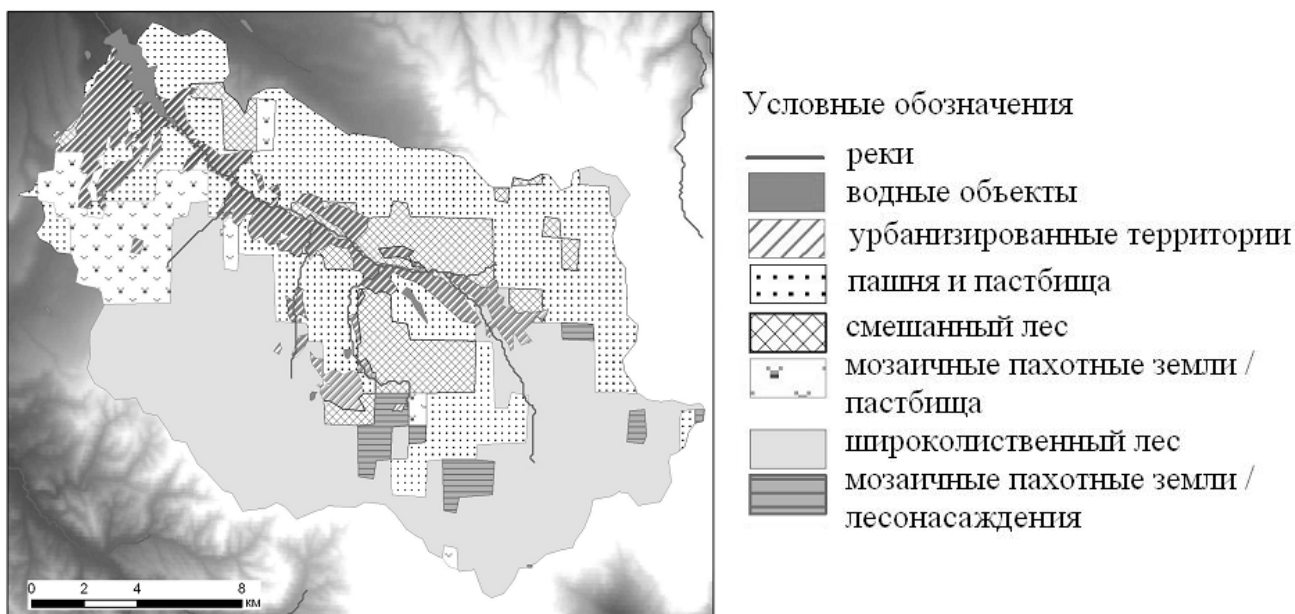 Условные обозначения
реки
водные объекты
урбанизированные территории
пашня и пастбища
смешанный лес
мозаичные пахотные земли /
пастбища
широколиственный лес
мозаичные пахотные земли /
лесонасаждения
0 2 4 8
км